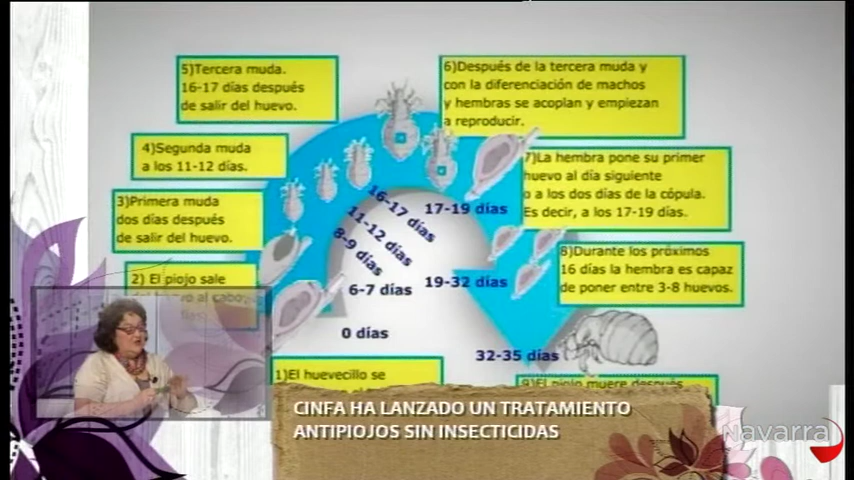 5)Tercera muda.
16-17 días después
de salir del huevo.
6)Después de la tercera muda y
con la diferenciación de machos
y hembras se acoplan y empiezan
a reproducir.
4)Segunda muda
a los 11-12 días.
7)La hembra pone su primer
huevo al día siguiente
o a los dos días de la cópula.
Es decir, a los 17-19 días.
3)Primera muda
dos días después
de salir del huevo.
8)Durante los próximos
16 días la hembra es capaz
de poner entre 3-8 huevos.
2) El piojo sale
del huevo al cabo
16-17 días
11-12 días
8-9 días
6-7 días
0 días
17-19 días
19-32 días
32-35 días
1)El huevecillo se
9)El piojo muere después
CINFA HA LANZADO UN TRATAMIENTO
ANTIPIOJOS SIN INSECTICIDAS
Navarra